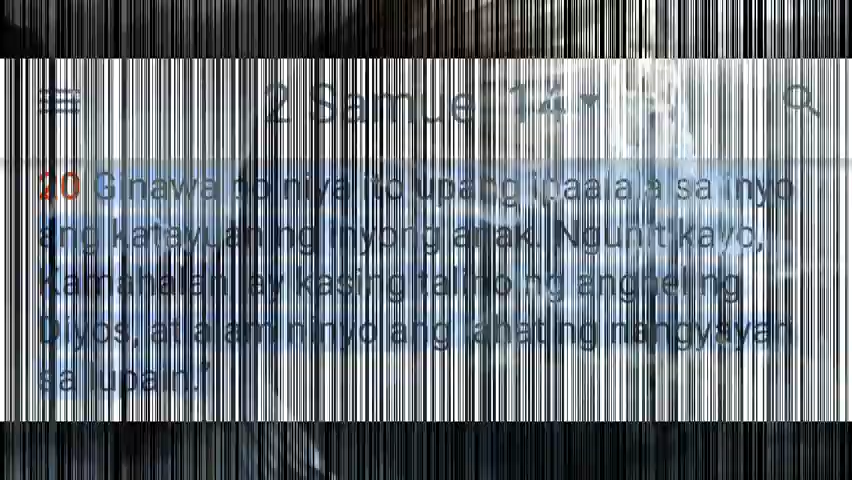 2 Samuel 14
20 Ginawa po niya ito upang ipaalala sa inyo
ang katayuan ng inyong anak. Ngunit kayo,
Kamahalan, ay kasing talino ng anghel ng
Diyos, at alam ninyo ang lahat ng nangyayari
sa lupain."